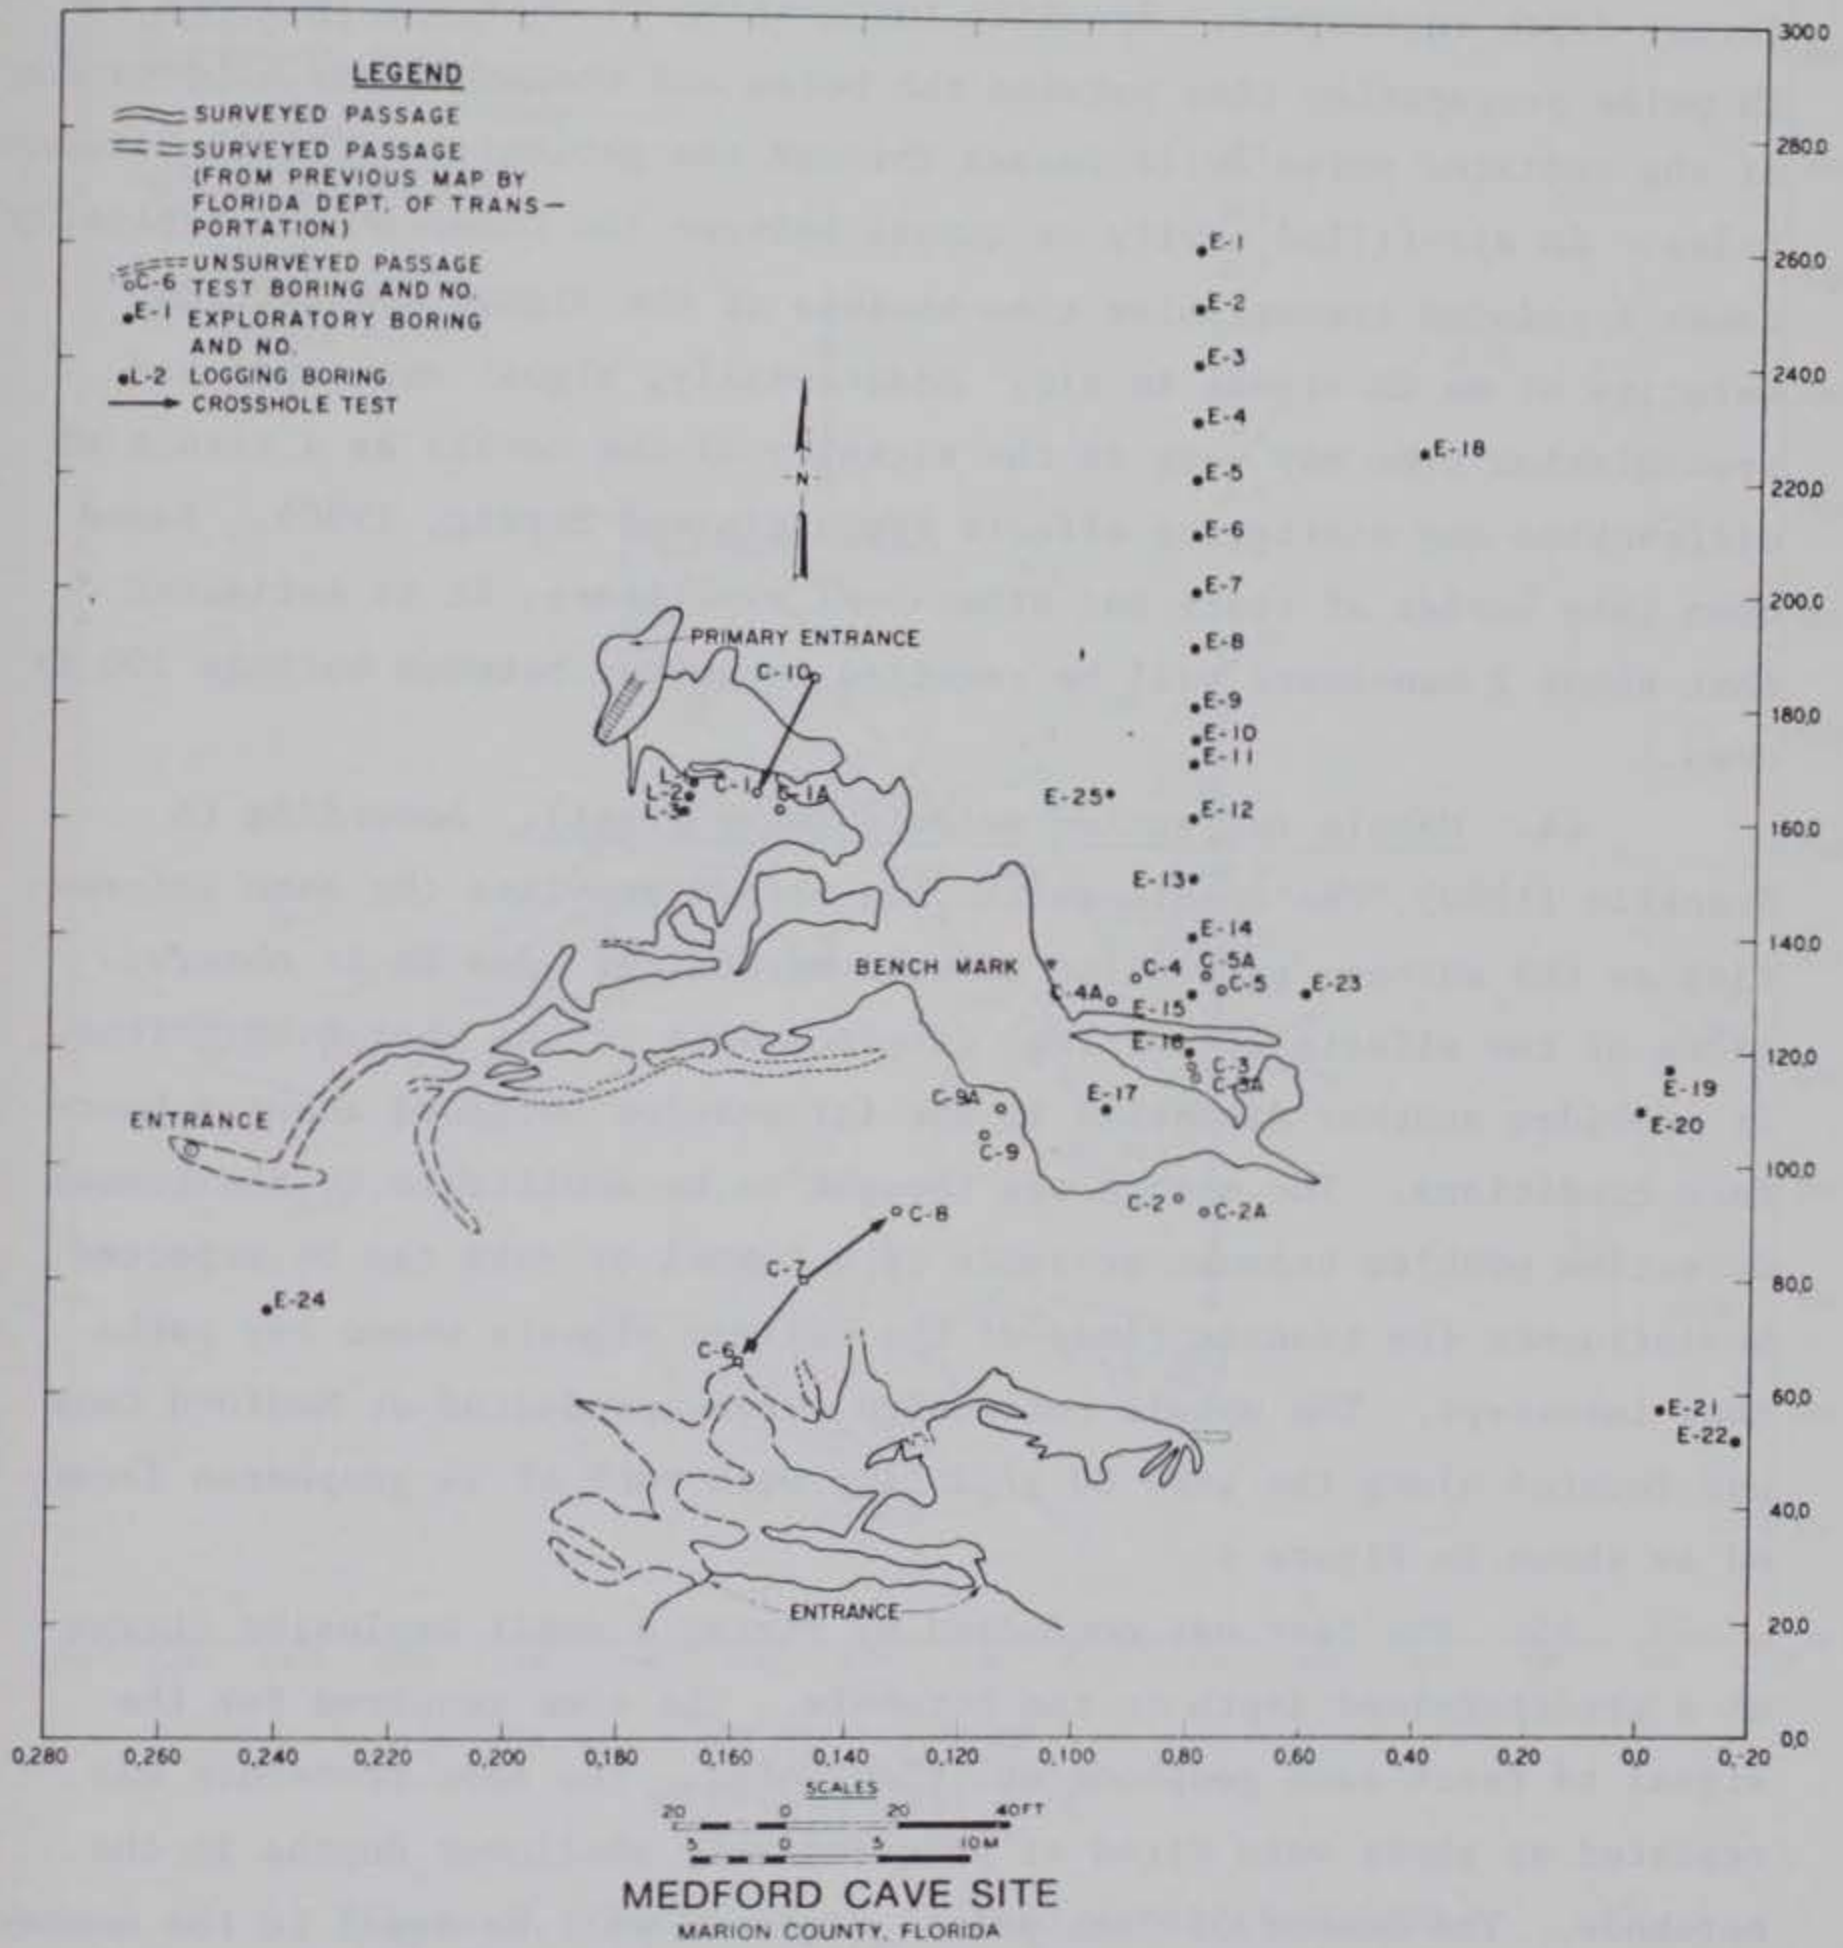 LEGEND
SURVEYED PASSAGE
SURVEYED PASSAGE
(FROM PREVIOUS MAP BY
FLORIDA DEPT. OF TRANS-
PORTATION)
UNSURVEYED PASSAGE
C-6 TEST BORING AND NO.
E-1 EXPLORATORY BORING
AND NO.
L-2 LOGGING BORING
CROSSHOLE TEST
N
300,0
280,0
260,0
240,0
220,0
200,0
180,0
160,0
140,0
120,0
100,0
80,0
60,0
40,0
20,0
0,0
E-1
E-2
E-3
E-4
E-18
E-5
E-6
E-7
PRIMARY ENTRANCE
E-8
C-10
E-9
E-10
E-11
L-1
L-2
L-3
C-1
C-1A
E-25
E-12
E-13
E-14
BENCH MARK
C-4
C-5A
C-4A
C-5
E-23
E-15
E-16
C-3
C-3A
E-19
C-9A
E-17
E-20
ENTRANCE
C-9
C-2
C-2A
C-8
C-7
E-24
C-6
E-21
E-22
ENTRANCE
0,280 0,260 0,240 0,220 0,200 0,180 0,160 0,140 0,120 0,100 0,80 0,60 0,40 0,20 0,0 0,-20
SCALES
20 0 20 40FT
5 0 5 10M
MEDFORD CAVE SITE
MARION COUNTY, FLORIDA